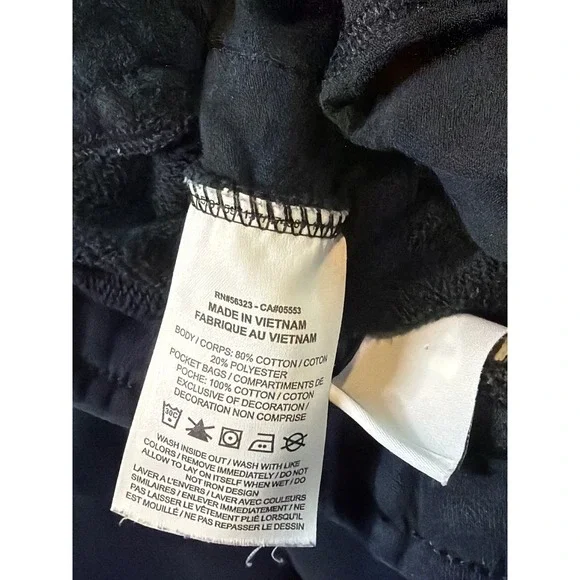 RN#56323 - CA#05553
MADE IN VIETNAM
FABRIQUE AU VIETNAM
BODY / CORPS: 80% COTTON / COTON
20% POLYESTER
POCKET BAGS / COMPARTIMENTS DE
POCHE: 100% COTTON / COTON
EXCLUSIVE OF DECORATION /
DECORATION NON COMPRISE
30C
WASH INSIDE OUT / WASH WITH LIKE
COLORS / REMOVE IMMEDIATELY / DO NOT
ALLOW TO LAY ON ITSELF WHEN WET / DO
NOT IRON DESIGN
LAVER A L'ENVERS / LAVER AVEC COULEURS
SIMILAIRES / ENLEVER IMMEDIATEMENT / NE
PAS LAISSER LE VÊTEMENT PLIÉ QUAND IL
EST MOUILLÉ / NE PAS REPASSER LE DESSIN